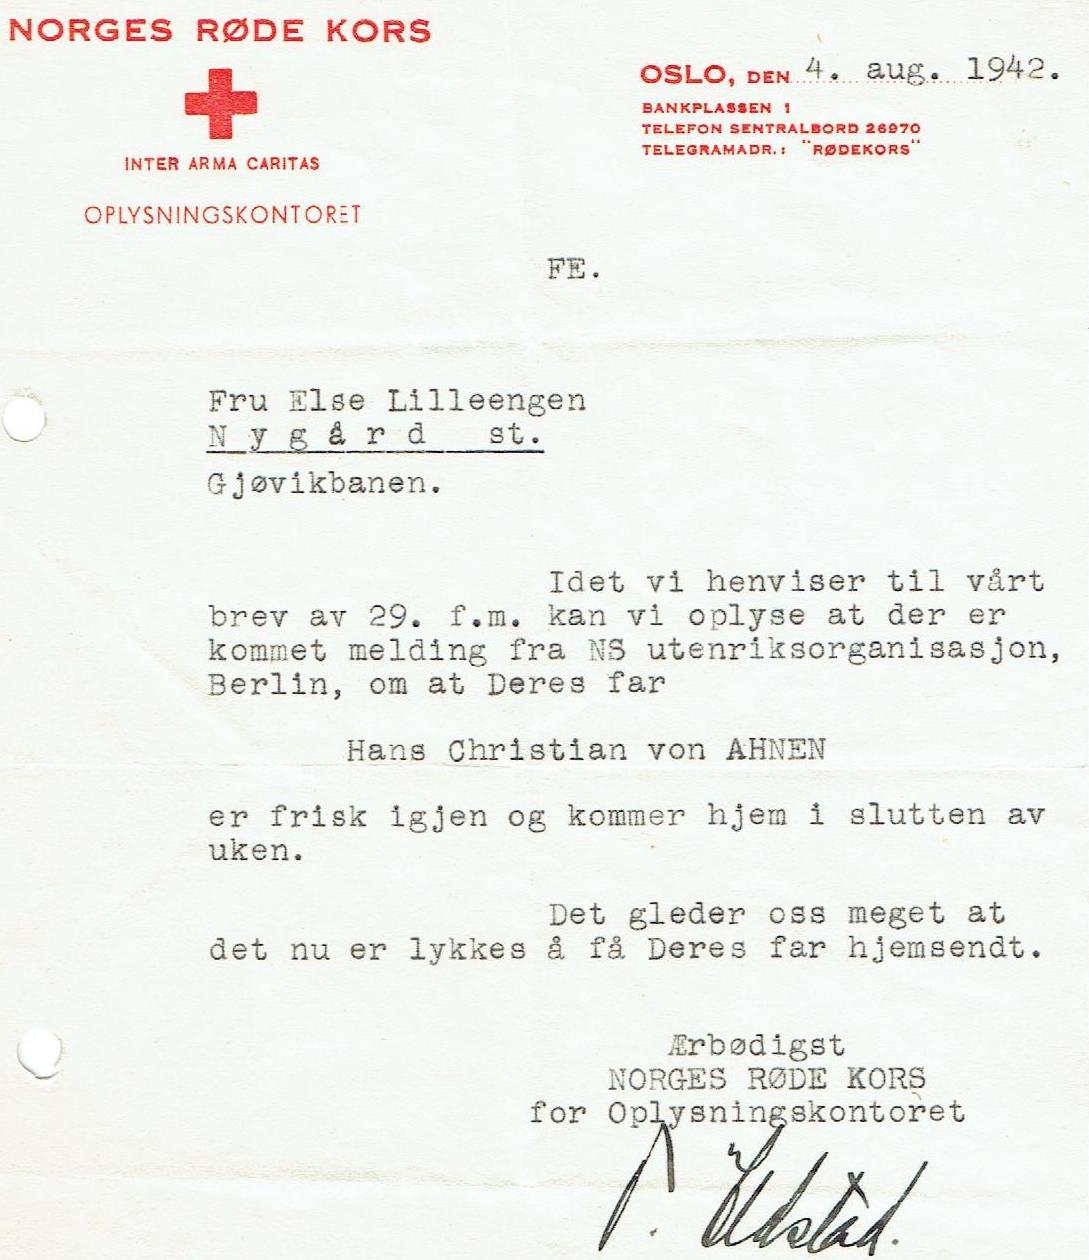 NORGES RØDE KORS
INTER ARMA CARITAS
OPLYSNINGSKONTORET
OSLO, DEN 4. aug. 1942.
BANKPLASSEN 1
TELEFON SENTRALBORD 26970
TELEGRAMADR.: "RØDEKORS"
FE.
Fru Else Lilleengen
Nygård st.
Gjøvikbanen.
Idet vi henviser til vårt
brev av 29. f.m. kan vi oplyse at der er
kommet melding fra NS utenriksorganisasjon,
Berlin, om at Deres far
Hans Christian von AHNEN
er frisk igjen og kommer hjem i slutten av
uken.
Det gleder oss meget at
det nu er lykkes å få Deres far hjemsendt.
Ærbødigst
NORGES RØDE KORS
for Oplysningskontoret